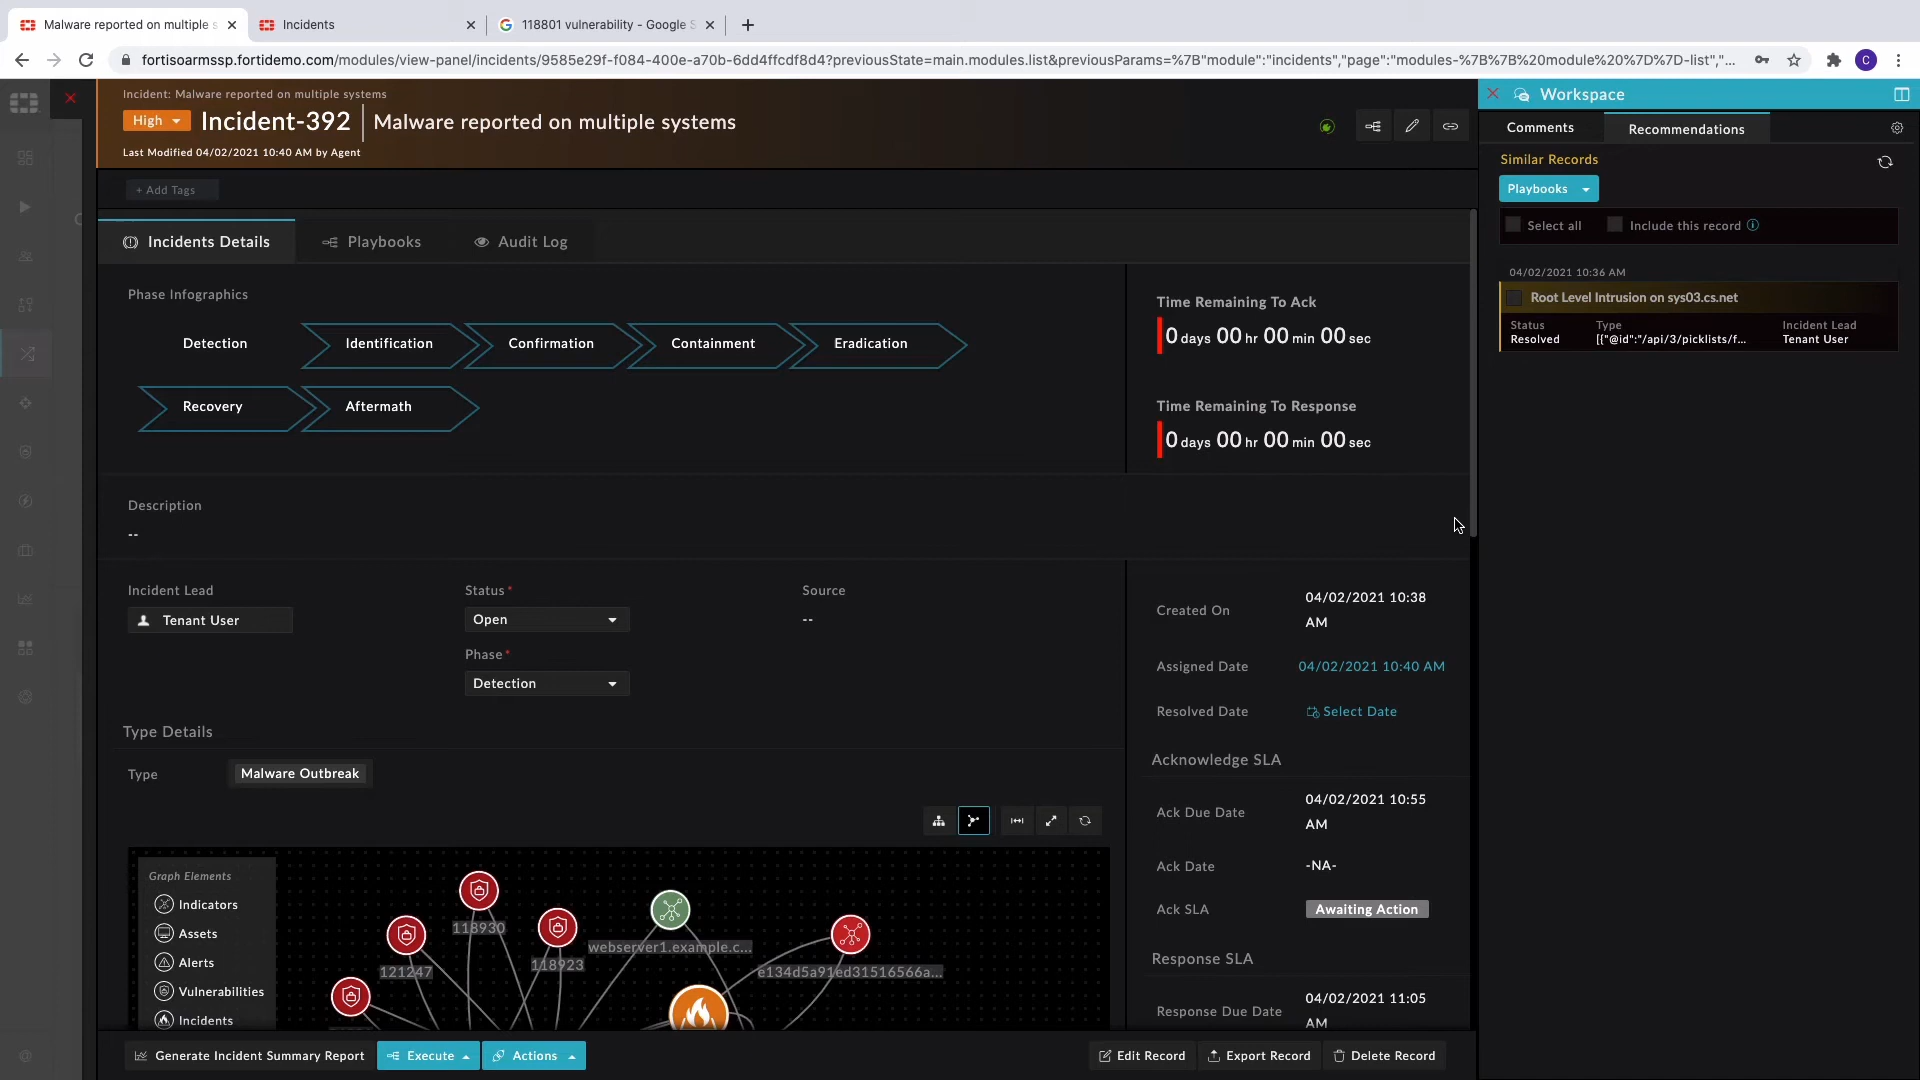 Malware reported on multiple s
Incidents
118801 vulnerability - Google S
fortisoarmssp.fortidemo.com/modules/view-panel/incidents/9585e29f-f084-400e-a70b-6dd4ffcdf8d4?previousState=main.modules.list&previousParams=%7B"module":"incidents","page":"modules-%7B%7B%20module%20%7D%7D-list","...
C
Incident: Malware reported on multiple systems
High
Incident-392
Malware reported on multiple systems
Last Modified 04/02/2021 10:40 AM by Agent
+ Add Tags
Incidents Details
Playbooks
Audit Log
Phase Infographics
Detection
Identification
Confirmation
Containment
Eradication
Recovery
Aftermath
Time Remaining To Ack
0 days 00 hr 00 min 00 sec
Time Remaining To Response
0 days 00 hr 00 min 00 sec
Description
--
Incident Lead
Tenant User
Status*
Open
Phase*
Detection
Source
--
Type Details
Type
Malware Outbreak
Graph Elements
Indicators
Assets
Alerts
Vulnerabilities
Incidents
118930
121247
118923
webserver1.example.c...
e134d5a91ed31516566a...
Created On
04/02/2021 10:38
AM
Assigned Date
04/02/2021 10:40 AM
Resolved Date
Select Date
Acknowledge SLA
Ack Due Date
04/02/2021 10:55
AM
Ack Date
-NA-
Ack SLA
Awaiting Action
Response SLA
Response Due Date
04/02/2021 11:05
AM
Generate Incident Summary Report
Execute
Actions
Edit Record
Export Record
Delete Record
Workspace
Comments
Recommendations
Similar Records
Playbooks
Select all
Include this record
04/02/2021 10:36 AM
Root Level Intrusion on sys03.cs.net
Status
Type
Incident Lead
Resolved
[{"@id":"/api/3/picklists/f...
Tenant User